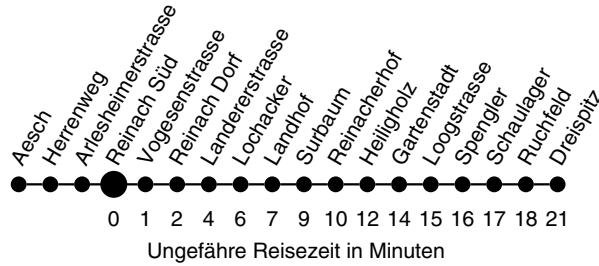 Aesch
Herrenweg
Arlesheimerstrasse
Reinach Süd
Vogesenstrasse
Reinach Dorf
Landererstrasse
Lochacker
Landhof
Surbaum
Reinacherhof
Heiligholz
Gartenstadt
Loogstrasse
Spengler
Schaulager
Ruchfeld
Dreispitz
0 1 2 4 6 7 9 10 12 14 15 16 17 18 21
Ungefähre Reisezeit in Minuten